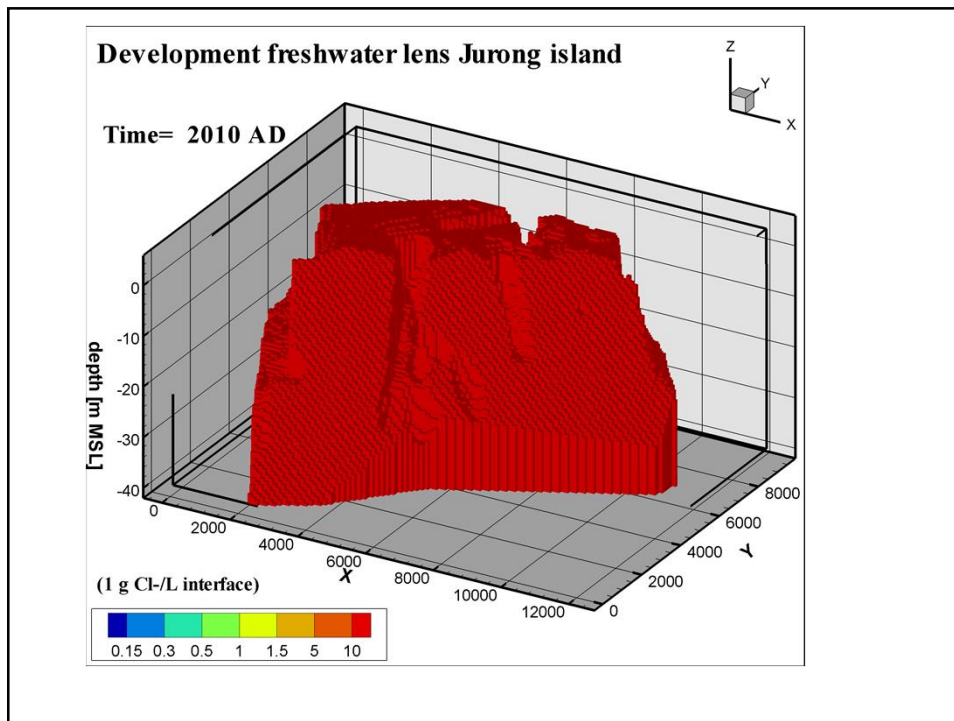 Development freshwater lens Jurong island
Z
Y
X
Time= 2010 AD
0
-10
-20
-30
-40
depth [m MSL]
0
2000
4000
6000
8000
10000
12000
X
0
2000
4000
6000
8000
Y
(1 g Cl-/L interface)
0.15 0.3 0.5 1 1.5 5 10